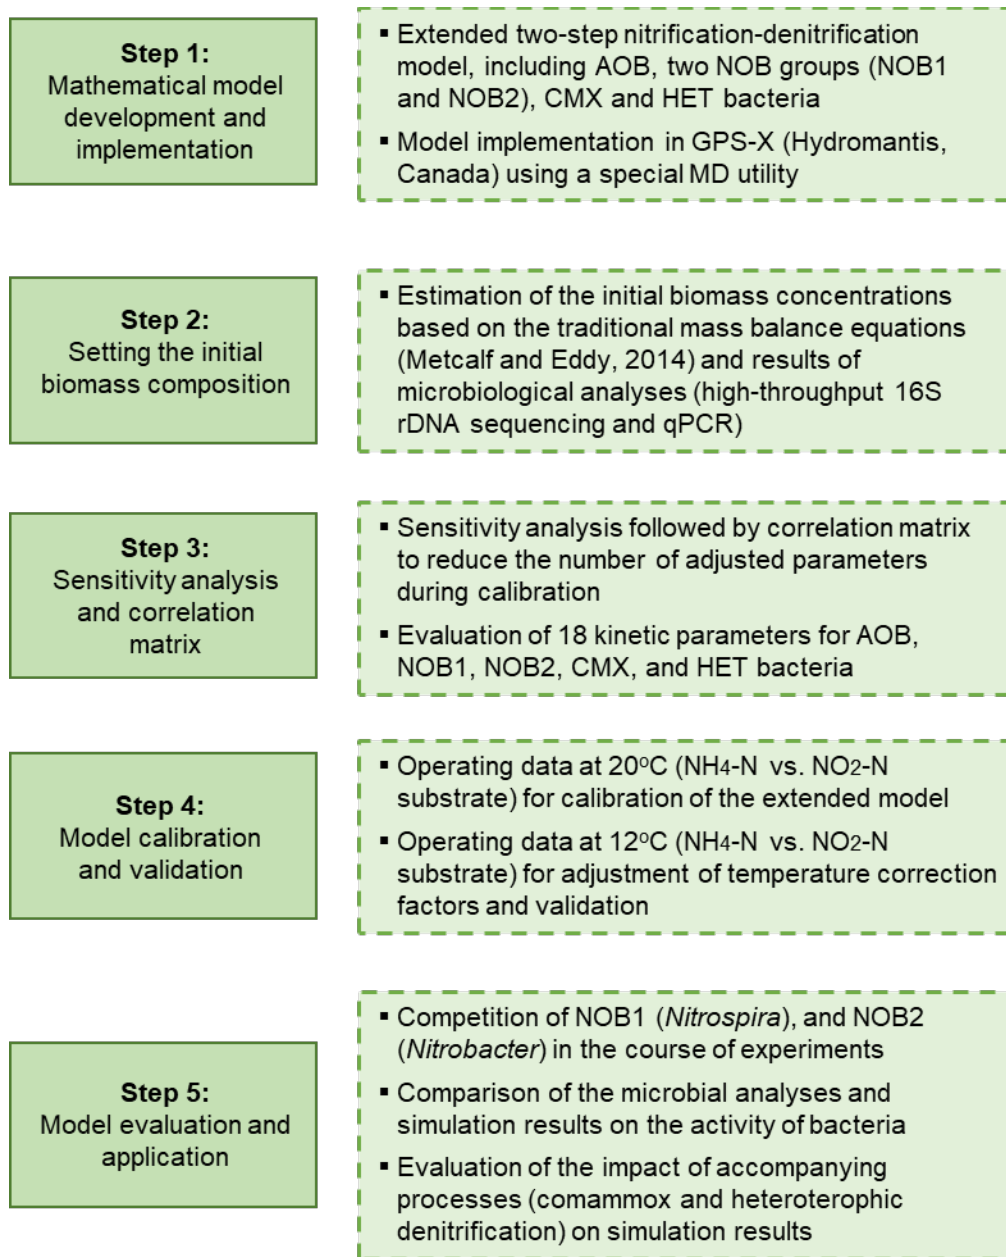 Step 1:
Mathematical model
development and
implementation
▪ Extended two-step nitrification-denitrification
model, including AOB, two NOB groups (NOB1
and NOB2), CMX and HET bacteria
▪ Model implementation in GPS-X (Hydromantis,
Canada) using a special MD utility
Step 2:
Setting the initial
biomass composition
▪ Estimation of the initial biomass concentrations
based on the traditional mass balance equations
(Metcalf and Eddy, 2014) and results of
microbiological analyses (high-throughput 16S
rDNA sequencing and qPCR)
Step 3:
Sensitivity analysis
and correlation
matrix
▪ Sensitivity analysis followed by correlation matrix
to reduce the number of adjusted parameters
during calibration
▪ Evaluation of 18 kinetic parameters for AOB,
NOB1, NOB2, CMX, and HET bacteria
Step 4:
Model calibration
and validation
▪ Operating data at 20ºC (NH4-N vs. NO2-N
substrate) for calibration of the extended model
▪ Operating data at 12ºC (NH4-N vs. NO2-N
substrate) for adjustment of temperature correction
factors and validation
Step 5:
Model evaluation and
application
▪ Competition of NOB1 (Nitrospira), and NOB2
(Nitrobacter) in the course of experiments
▪ Comparison of the microbial analyses and
simulation results on the activity of bacteria
▪ Evaluation of the impact of accompanying
processes (comammox and heteroterophic
denitrification) on simulation results